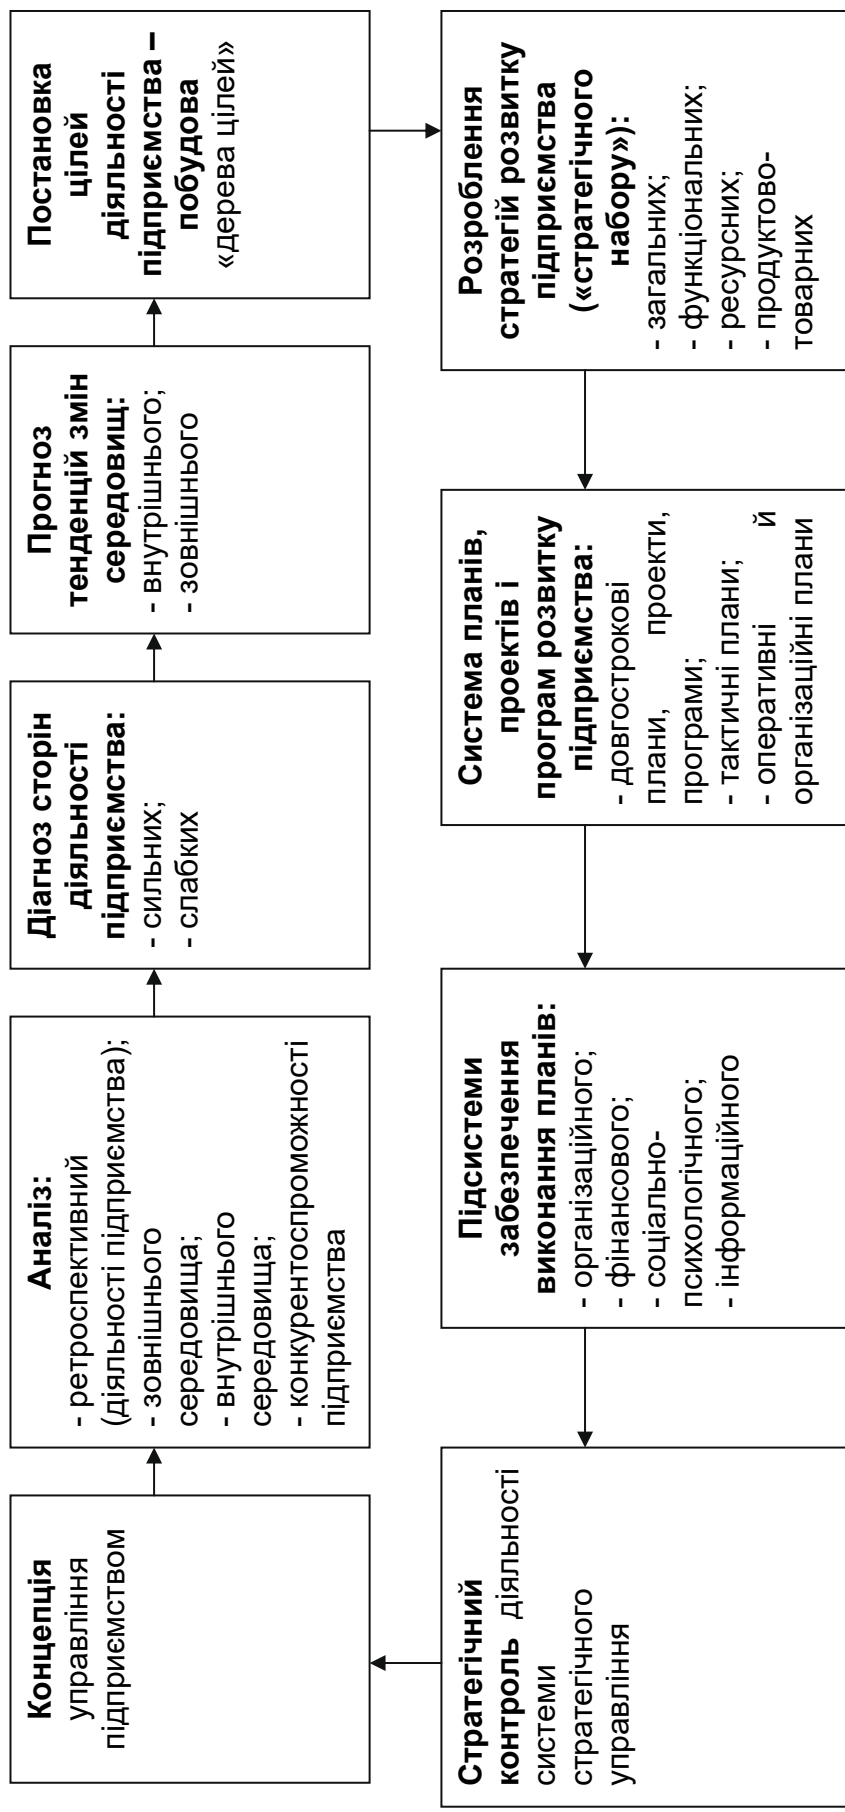 Концепція
управління
підприємством
Аналіз:
- ретроспективний
(діяльності підприємства);
- зовнішнього
середовища;
- внутрішнього
середовища;
- конкурентоспроможності
підприємства
Діагноз сторін
діяльності
підприємства:
- сильних;
- слабких
Прогноз
тенденцій змін
середовищ:
- внутрішнього;
- зовнішнього
Постановка
цілей
діяльності
підприємства –
побудова
«дерева цілей»
Розроблення
стратегій розвитку
підприємства
(«стратегічного
набору»):
- загальних;
- функціональних;
- ресурсних;
- продуктово-
товарних
Система планів,
проектів і
програм розвитку
підприємства:
- довгострокові
плани, проекти,
програми;
- тактичні плани;
- оперативні й
організаційні плани
Підсистеми
забезпечення
виконання планів:
- організаційного;
- фінансового;
- соціально-
психологічного;
- інформаційного
Стратегічний
контроль діяльності
системи
стратегічного
управління